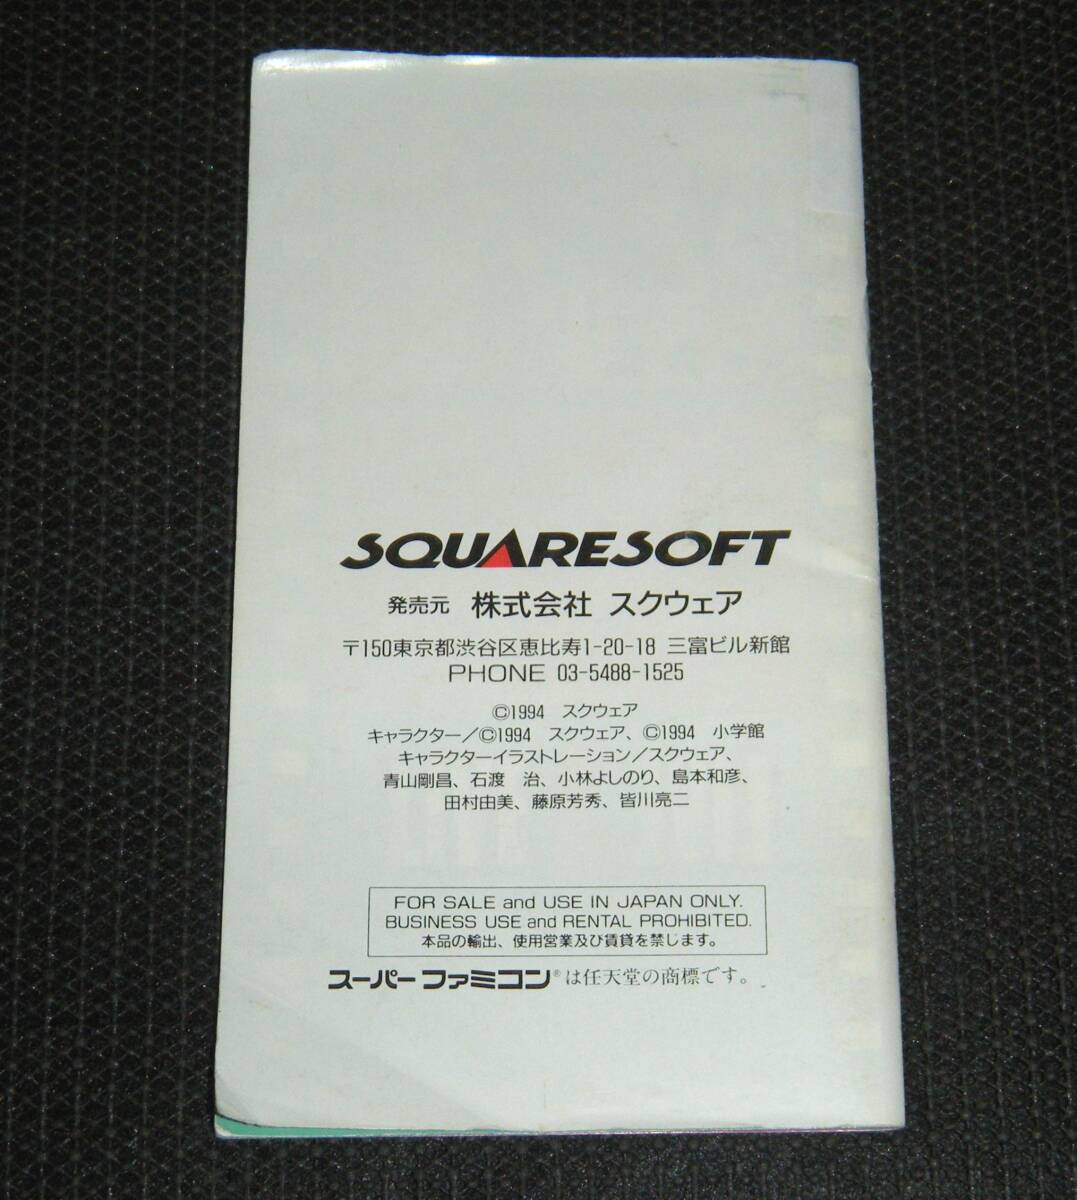 SQUARESOFT
発売元 株式会社 スクウェア
〒150東京都渋谷区恵比寿1-20-18 三富ビル新館
PHONE 03-5488-1525
©1994 スクウェア
キャラクター/©1994 スクウェア、©1994 小学館
キャラクターイラストレーション/スクウェア、
青山剛昌、石渡 治、小林よしのり、島本和彦、
田村由美、藤原芳秀、皆川亮二
FOR SALE and USE IN JAPAN ONLY.
BUSINESS USE and RENTAL PROHIBITED.
本品の輸出、使用営業及び賃貸を禁じます。
スーパーファミコン®は任天堂の商標です。